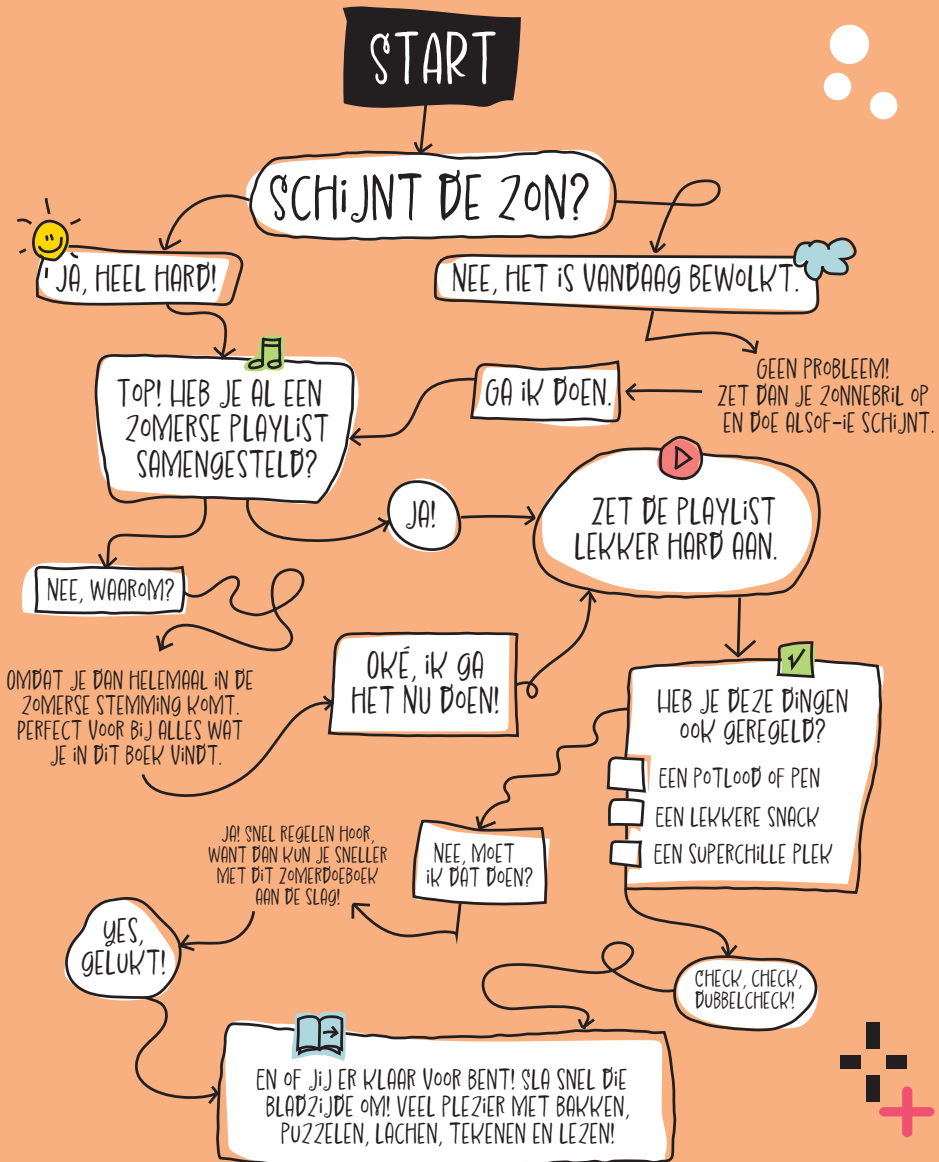 START
SCHIJNT DE ZON?
JA, HEEL HARD!
NEE, HET IS VANDAAG BEWOLKT.
GEEN PROBLEEM!
ZET DAN JE ZONNEBRIL OP
EN DOE ALSOF-IE SCHIJNT.
GA IK DOEN.
TOP! HEB JE AL EEN
ZOMERSE PLAYLIST
SAMENGESTELD?
JA!
ZET DE PLAYLIST
LEKKER HARD AAN.
NEE, WAAROM?
OMDAT JE DAN HELEMAAL IN DE
ZOMERSE STEMMING KOMT.
PERFECT VOOR BIJ ALLES WAT
JE IN DIT BOEK VINDT.
OKÉ, IK GA
HET NU DOEN!
HEB JE DEZE DINGEN
OOK GEREGELD?
EEN POTLOOD OF PEN
EEN LEKKERE SNACK
EEN SUPERCHILLE PLEK
NEE, MOET
IK DAT DOEN?
JA! SNEL REGELEN HOOR,
WANT DAN KUN JE SNELLER
MET DIT ZOMERDOEBOEK
AAN DE SLAG!
YES,
GELUKT!
CHECK, CHECK,
DUBBELCHECK!
EN OF JIJ ER KLAAR VOOR BENT! SLA SNEL DIE
BLADZIJDE OM! VEEL PLEZIER MET BAKKEN,
PUZZELEN, LACHEN, TEKENEN EN LEZEN!